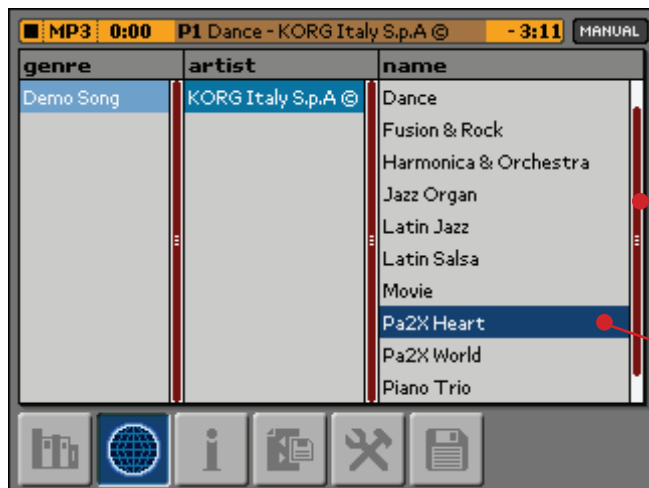 MP3 0:00 P1 Dance - KORG Italy S.p.A © - 3:11 MANUAL
genre artist name
Demo Song KORG Italy S.p.A © Dance
Fusion & Rock
Harmonica & Orchestra
Jazz Organ
Latin Jazz
Latin Salsa
Movie
Pa2X Heart
Pa2X World
Piano Trio